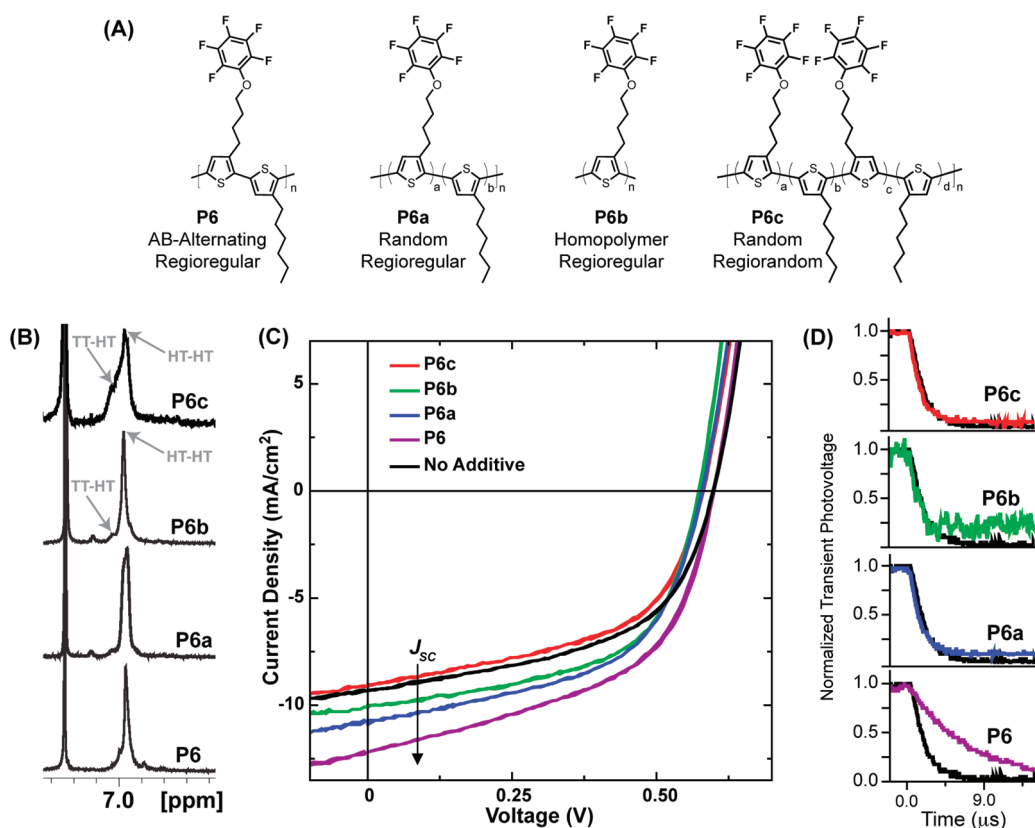 (A)
F F F F F O S S n
F F F F F O S a S b n
F F F F F O S n
F F F F F O F F F F F O S a S b S c S d n
P6 P6a P6b P6c
AB-Alternating Random Homopolymer Random
Regioregular Regioregular Regioregular Regiorandom
(B)
TT-HT
HT-HT
P6c
HT-HT
TT-HT
P6b
P6a
P6
7.0 [ppm]
(C)
P6c
P6b
P6a
P6
No Additive
JSC
5
0
-5
-10
0 0.25 0.50
Voltage (V)
Current Density (mA/cm2)
(D)
1.0
0.5
P6c
1.0
0.5
P6b
1.0
0.5
P6a
1.0
0.5
0.0
P6
0.0 9.0
Time (μs)
Normalized Transient Photovoltage